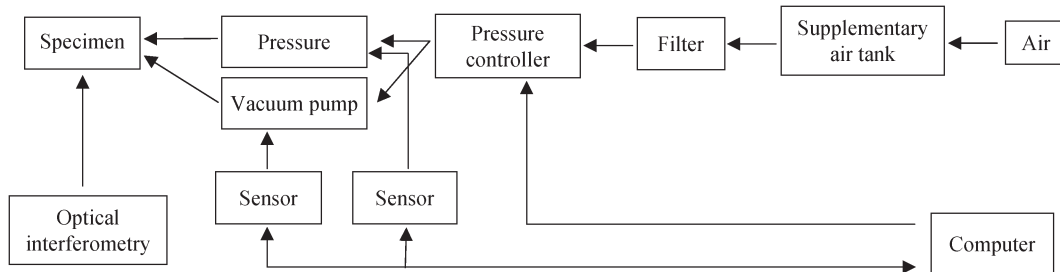 Specimen
Pressure
Pressure
controller
Filter
Supplementary
air tank
Air
Vacuum pump
Sensor
Sensor
Optical
interferometry
Computer